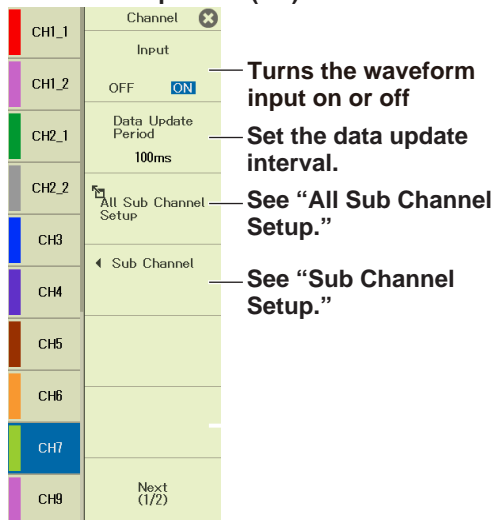 CH1_1
CH1_2
CH2_1
CH2_2
CH3
CH4
CH5
CH6
CH7
CH9
Channel
Input
OFF ON
Data Update
Period
100ms
All Sub Channel
Setup
Sub Channel
Next
(1/2)
Turns the waveform
input on or off
Set the data update
interval.
See “All Sub Channel
Setup.”
See “Sub Channel
Setup.”